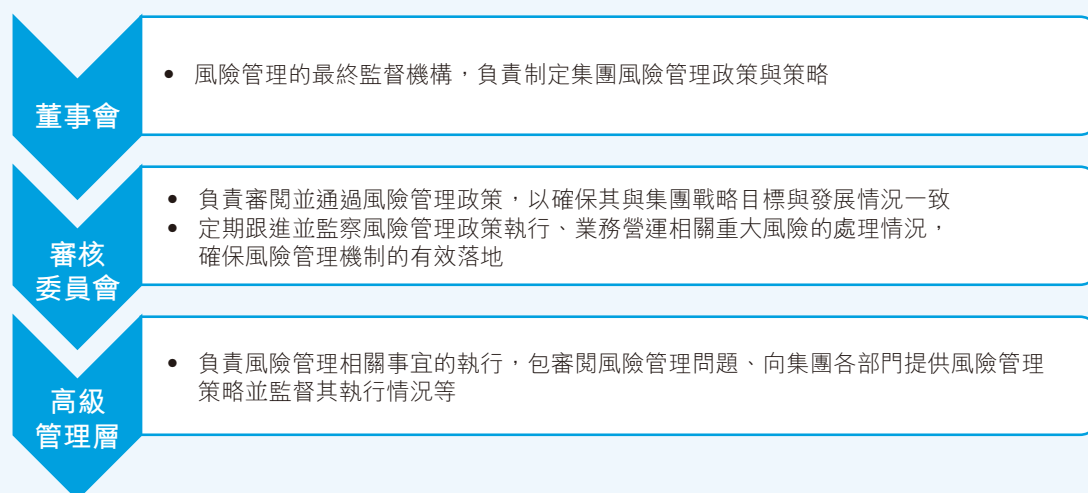 董事會
• 風險管理的最終監督機構，負責制定集團風險管理政策與策略
審核
委員會
• 負責審閱並通過風險管理政策，以確保其與集團戰略目標與發展情況一致
• 定期跟進並監察風險管理政策執行、業務營運相關重大風險的處理情況，
確保風險管理機制的有效落地
高級
管理層
• 負責風險管理相關事宜的執行，包審閱風險管理問題、向集團各部門提供風險管理
策略並監督其執行情況等